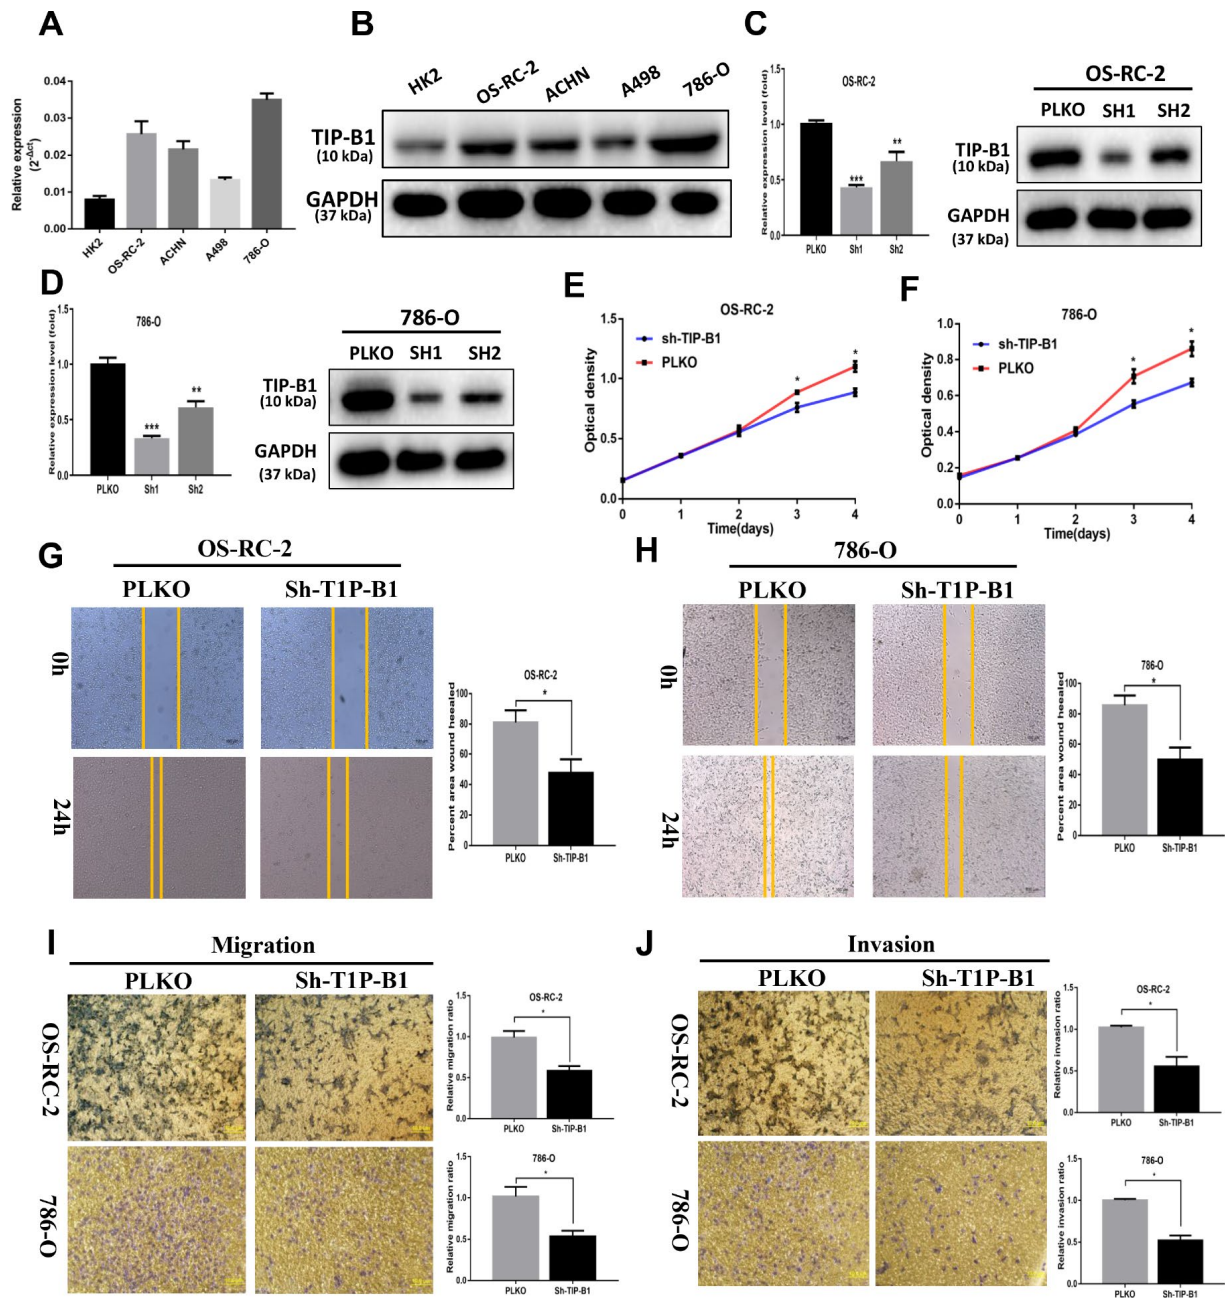 A
Relative expression
(2^-Δct)
0.04
0.03
0.02
0.01
0.00
HK2
OS-RC-2
ACHN
A498
786-O
B
HK2
OS-RC-2
ACHN
A498
786-O
TIP-B1
(10 kDa)
GAPDH
(37 kDa)
C
Relative expression level (fold)
1.5
1.0
0.5
0.0
OS-RC-2
***
**
PLKO
Sh1
Sh2
OS-RC-2
PLKO SH1 SH2
TIP-B1
(10 kDa)
GAPDH
(37 kDa)
D
Relative expression level (fold)
1.5
1.0
0.5
0.0
786-O
***
**
PLKO
Sh1
Sh2
786-O
PLKO SH1 SH2
TIP-B1
(10 kDa)
GAPDH
(37 kDa)
E
OS-RC-2
Optical density
1.5
1.0
0.5
0.0
sh-TIP-B1
PLKO
*
*
0 1 2 3 4
Time(days)
F
786-O
Optical density
1.0
0.8
0.6
0.4
0.2
0.0
sh-TIP-B1
PLKO
*
*
0 1 2 3 4
Time(days)
G
OS-RC-2
PLKO
Sh-T1P-B1
0h
24h
OS-RC-2
Percent area wound heealed
100
80
60
40
20
0
*
PLKO
Sh-TIP-B1
H
786-O
PLKO
Sh-T1P-B1
0h
24h
786-O
Percent area wound heealed
100
80
60
40
20
0
*
PLKO
Sh-TIP-B1
I
Migration
PLKO
Sh-T1P-B1
OS-RC-2
786-O
OS-RC-2
Relative migration ratio
1.5
1.0
0.5
0.0
*
PLKO
Sh-TIP-B1
786-O
Relative migration ratio
1.5
1.0
0.5
0.0
*
PLKO
Sh-TIP-B1
J
Invasion
PLKO
Sh-T1P-B1
OS-RC-2
786-O
OS-RC-2
Relative invasion ratio
1.5
1.0
0.5
0.0
*
PLKO
Sh-TIP-B1
786-O
Relative invasion ratio
1.5
1.0
0.5
0.0
*
PLKO
Sh-TIP-B1